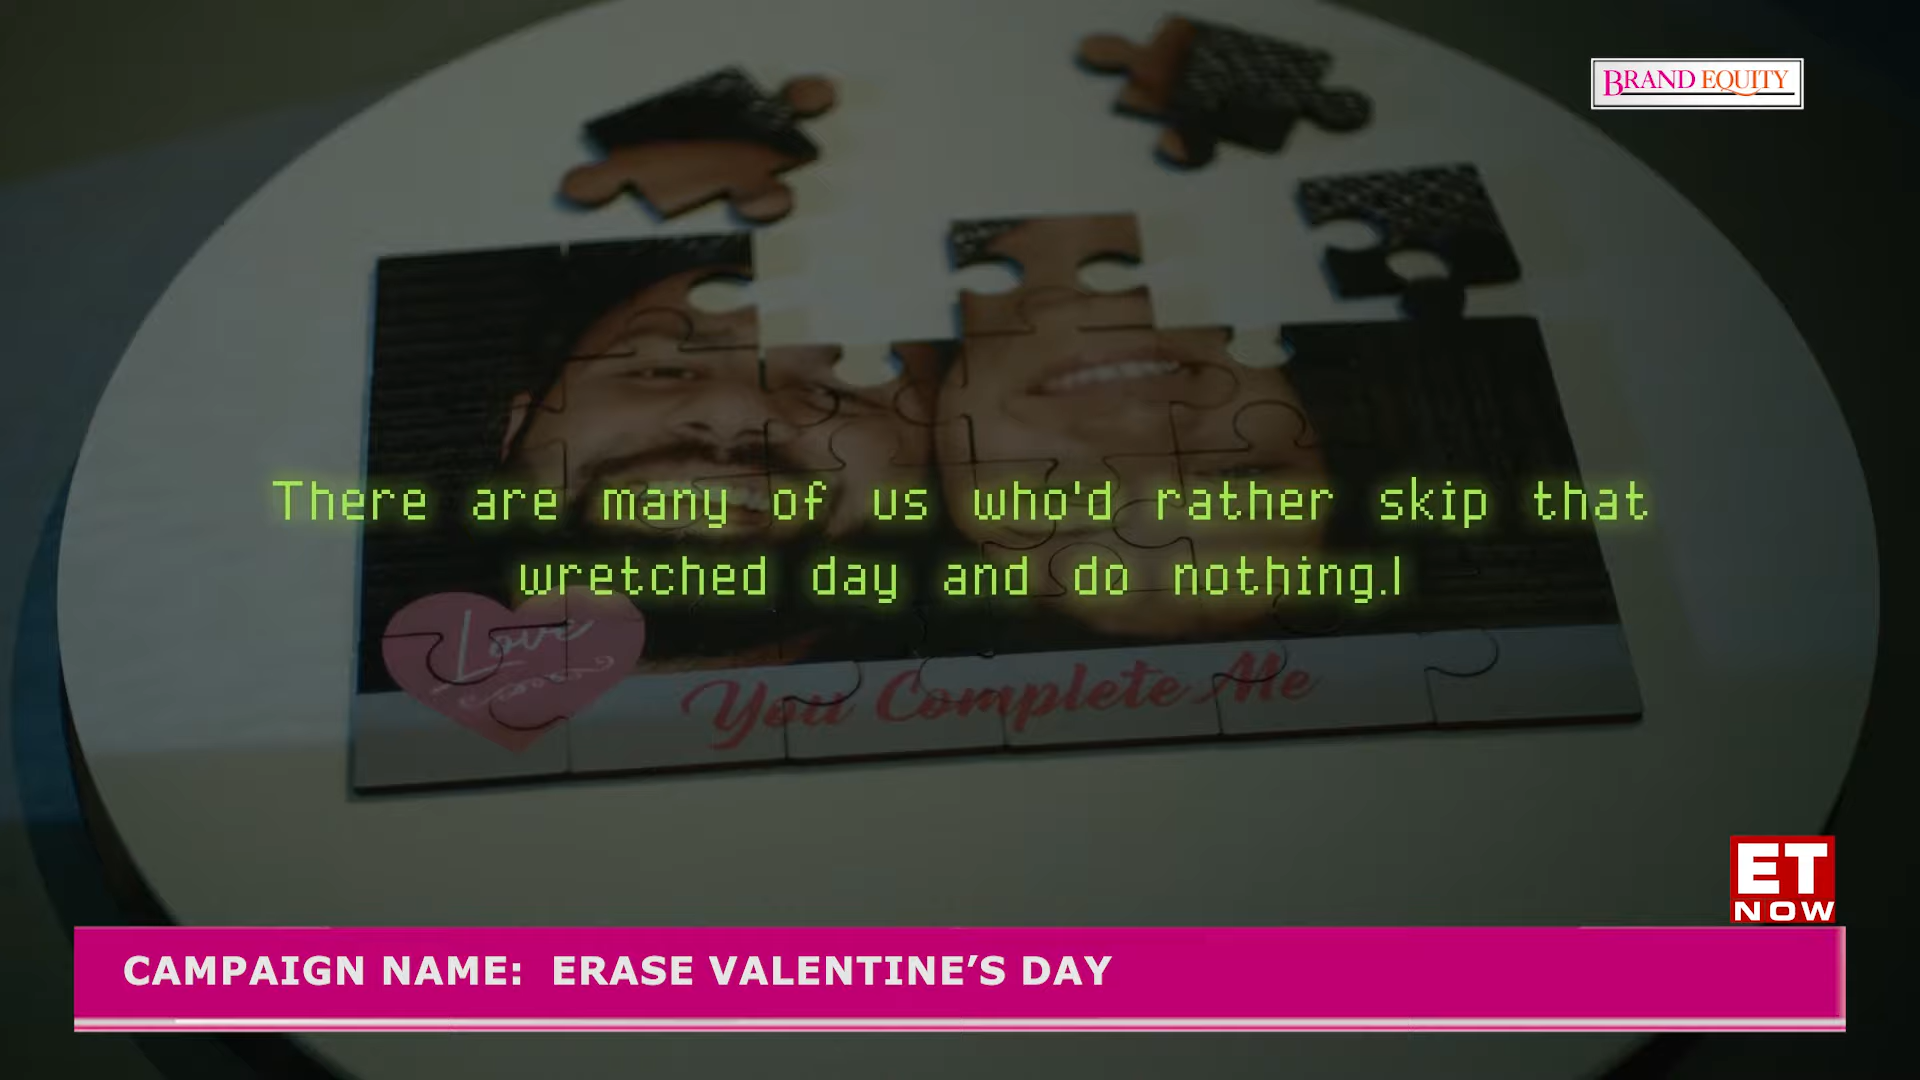 BRAND EQUITY
There are many of us who'd rather skip that
wretched day and do nothing.
Love
You Complete Me
ET
NOW
CAMPAIGN NAME: ERASE VALENTINE'S DAY